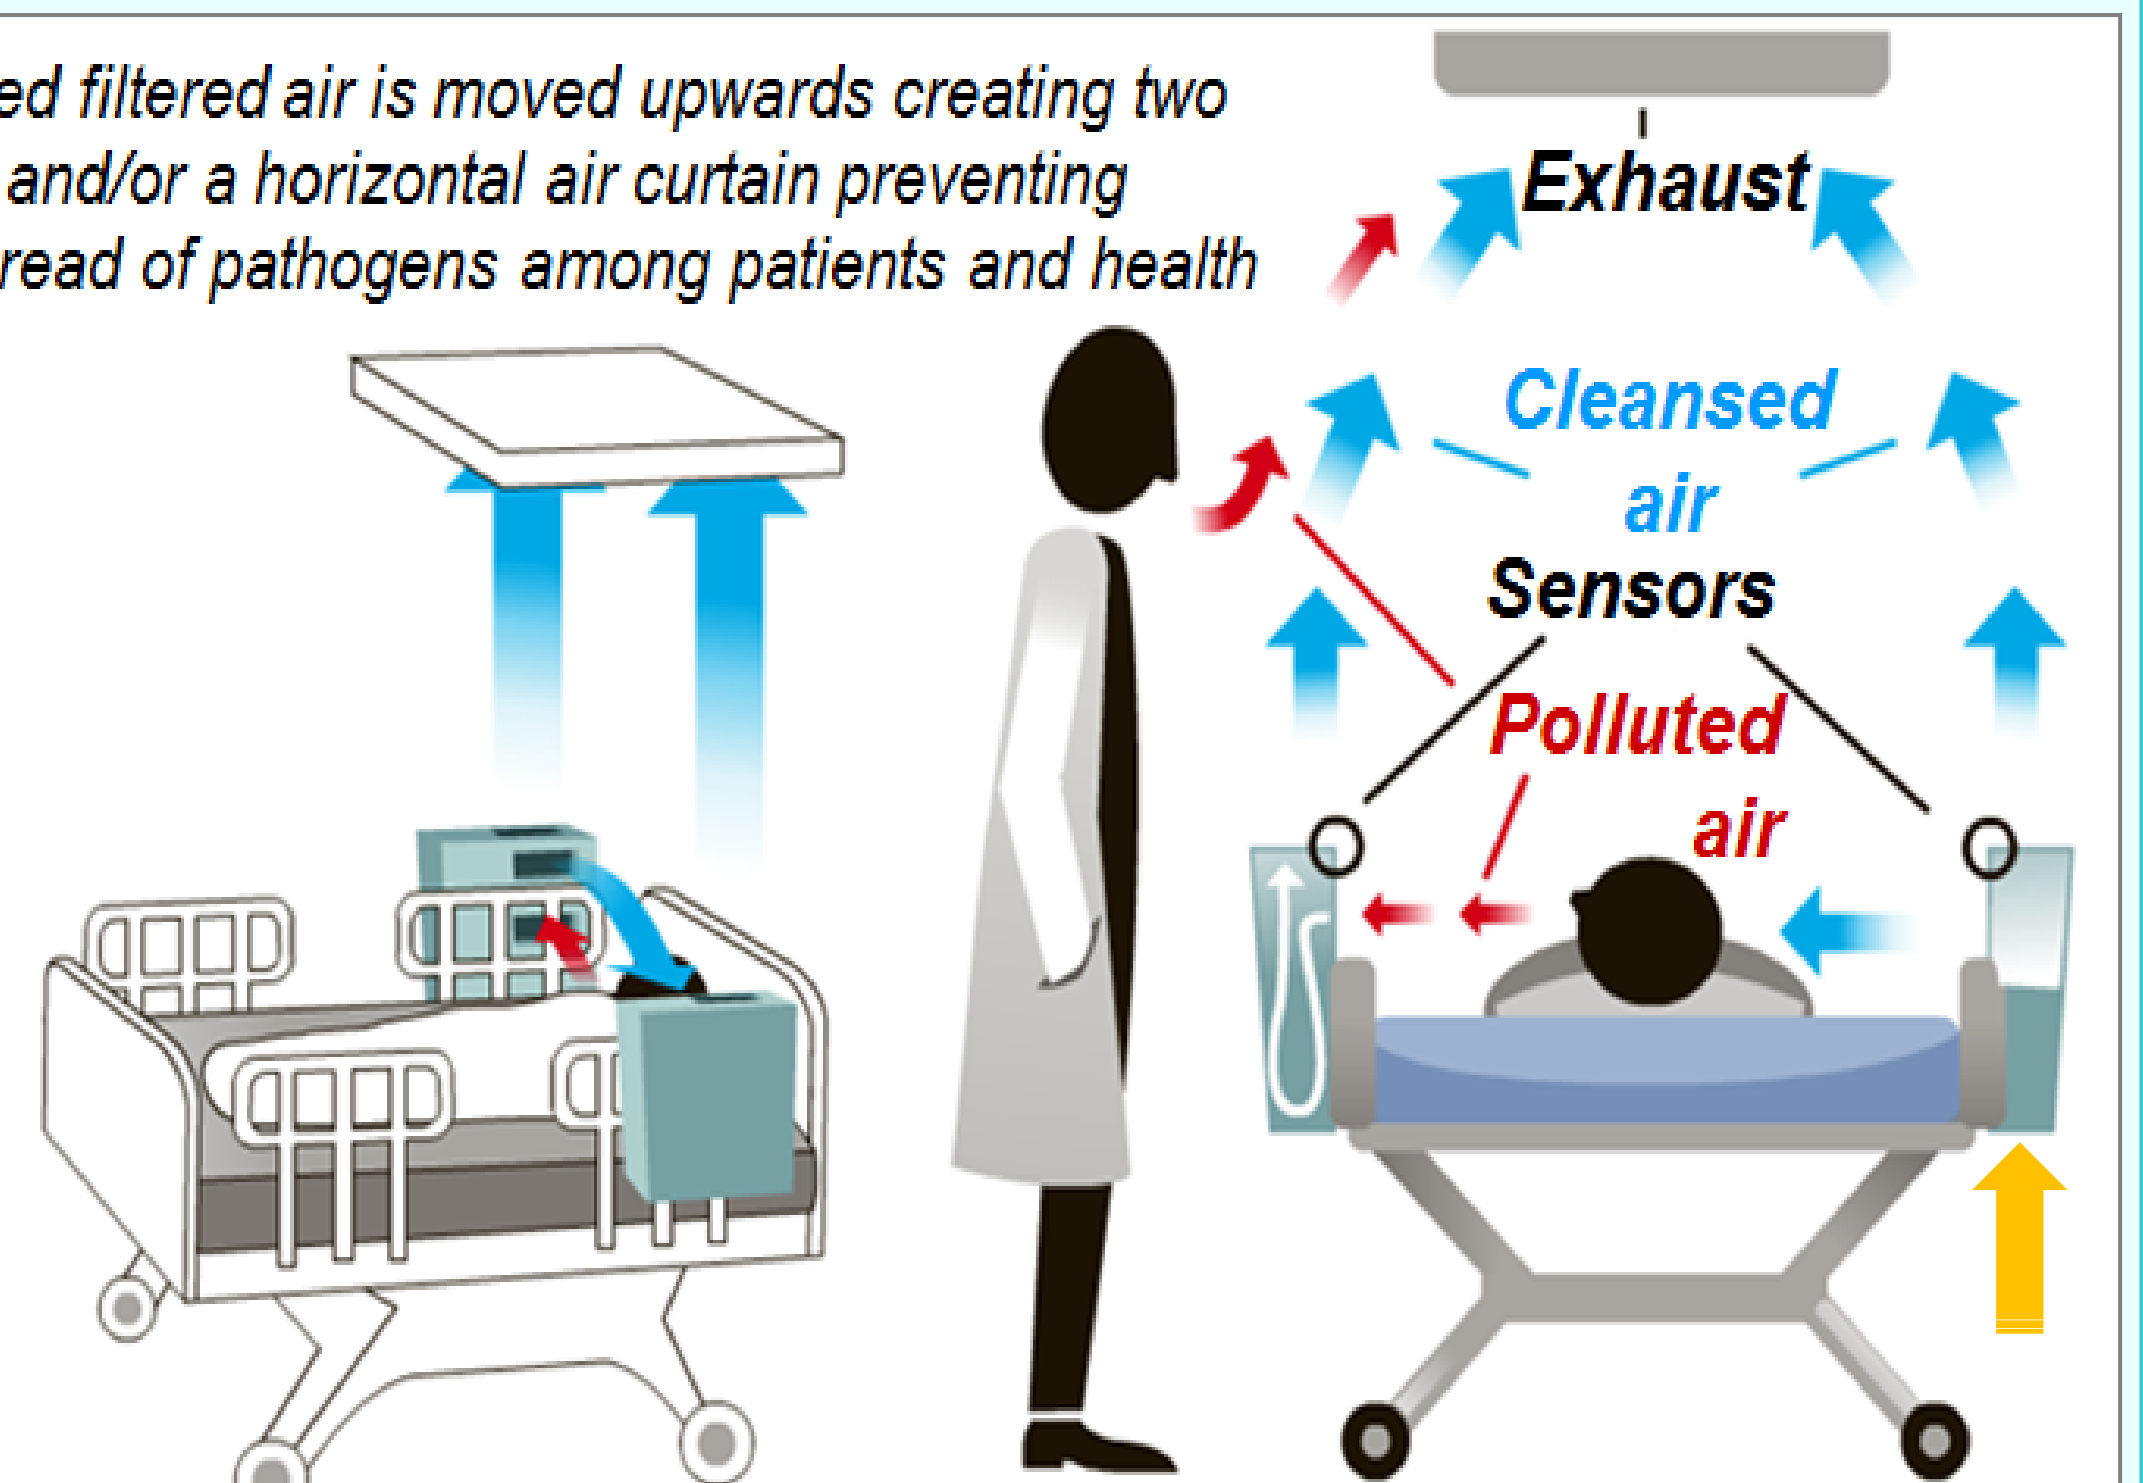 ed filtered air is moved upwards creating two
and/or a horizontal air curtain preventing
read of pathogens among patients and health
Exhaust
Cleansed
air
Sensors
Polluted
air